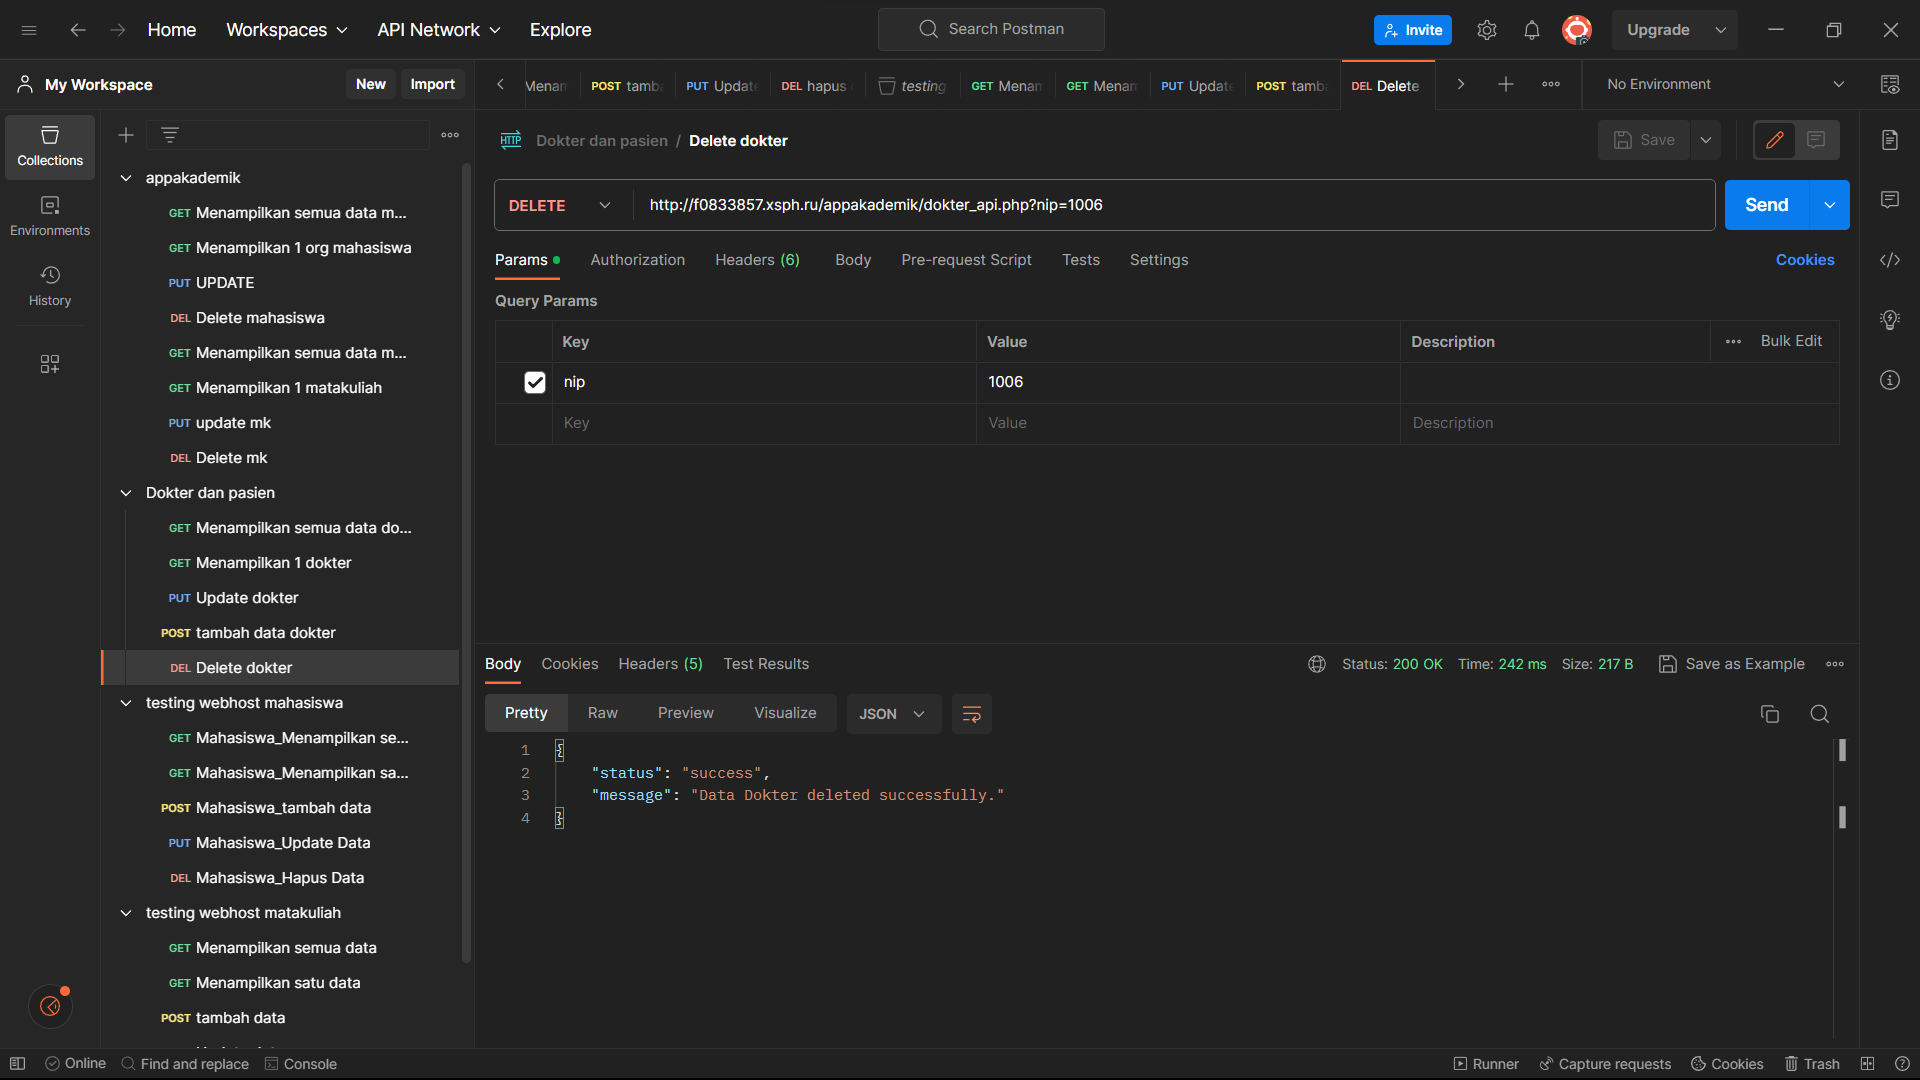 Home Workspaces API Network Explore Search Postman Invite Upgrade
My Workspace New Import
POST tamb PUT Update DEL hapus testing GET Menam GET Menam PUT Update POST tamb DEL Delete No Environment
Collections
Environments
History
appakademik
GET Menampilkan semua data m...
GET Menampilkan 1 org mahasiswa
PUT UPDATE
DEL Delete mahasiswa
GET Menampilkan semua data m...
GET Menampilkan 1 matakuliah
PUT update mk
DEL Delete mk
Dokter dan pasien
GET Menampilkan semua data do...
GET Menampilkan 1 dokter
PUT Update dokter
POST tambah data dokter
DEL Delete dokter
testing webhost mahasiswa
GET Mahasiswa_Menampilkan se...
GET Mahasiswa_Menampilkan sa...
POST Mahasiswa_tambah data
PUT Mahasiswa_Update Data
DEL Mahasiswa_Hapus Data
testing webhost matakuliah
GET Menampilkan semua data
GET Menampilkan satu data
POST tambah data
HTTP Dokter dan pasien / Delete dokter Save
DELETE http://f0833857.xsph.ru/appakademik/dokter_api.php?nip=1006 Send
Params Authorization Headers (6) Body Pre-request Script Tests Settings Cookies
Query Params
Key Value Description Bulk Edit
nip 1006
Key Value Description
Body Cookies Headers (5) Test Results Status: 200 OK Time: 242 ms Size: 217 B Save as Example
Pretty Raw Preview Visualize JSON
1 {
2 "status": "success",
3 "message": "Data Dokter deleted successfully."
4 }
Online Find and replace Console Runner Capture requests Cookies Trash